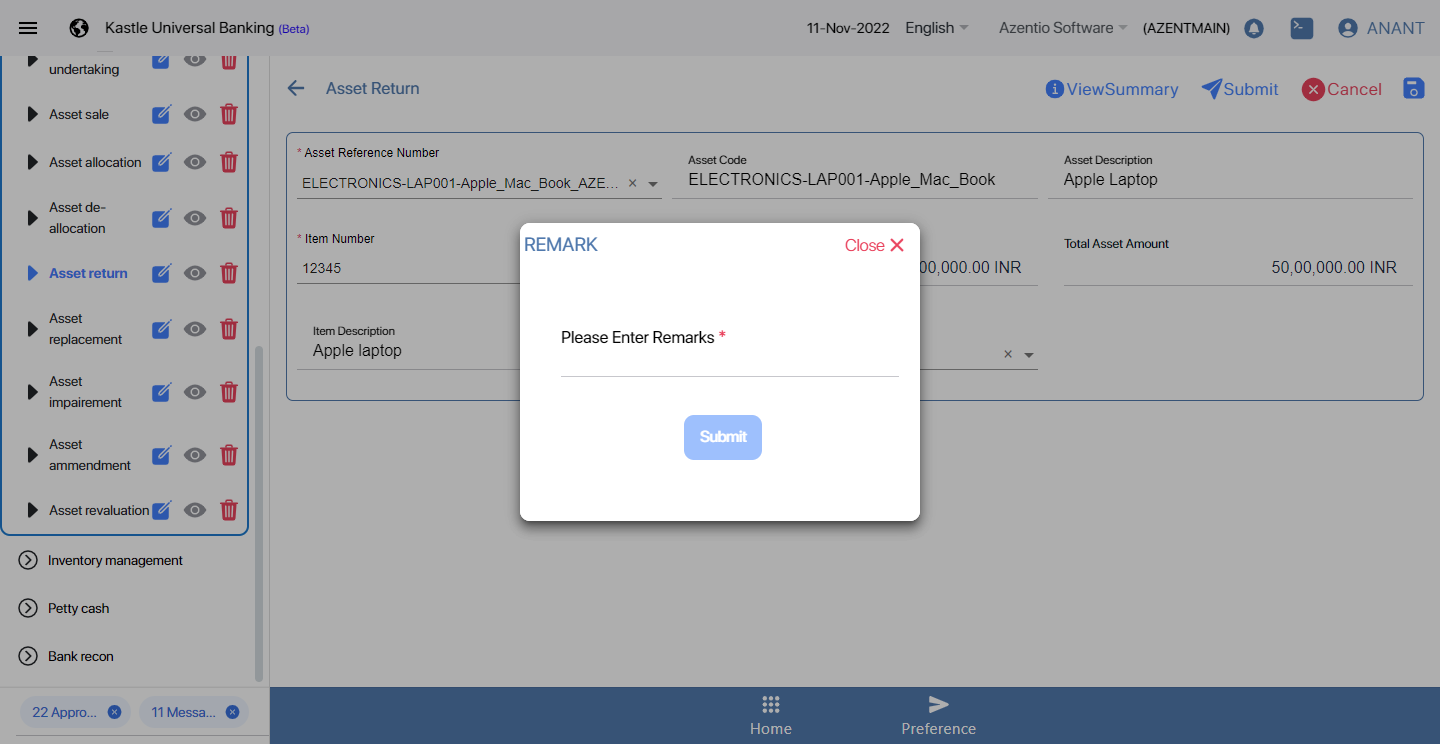 Kastle Universal Banking (Beta)
11-Nov-2022
English
Azentio Software
(AZENTMAIN)
ANANT
undertaking
Asset sale
Asset allocation
Asset de-
allocation
Asset return
Asset
replacement
Asset
impairement
Asset
ammendment
Asset revaluation
Inventory management
Petty cash
Bank recon
22 Appro...
11 Messa...
Asset Return
ViewSummary
Submit
Cancel
* Asset Reference Number
ELECTRONICS-LAP001-Apple_Mac_Book_AZE...
Asset Code
ELECTRONICS-LAP001-Apple_Mac_Book
Asset Description
Apple Laptop
* Item Number
12345
00,000.00 INR
Total Asset Amount
50,00,000.00 INR
Item Description
Apple laptop
REMARK
Close
Please Enter Remarks *
Submit
Home
Preference